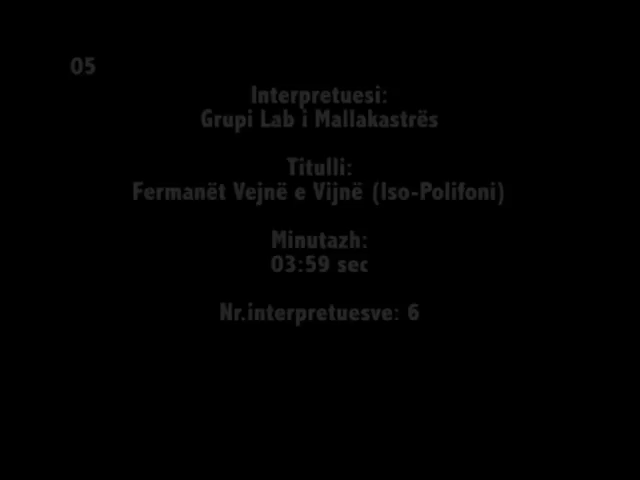 05
Interpretuesi:
Grupi Lab i Mallakastrës
Titulli:
Fermanët Vejnë e Vijnë (Iso-Polifoni)
Minutazh:
03:59 sec
Nr.interpretuesve: 6